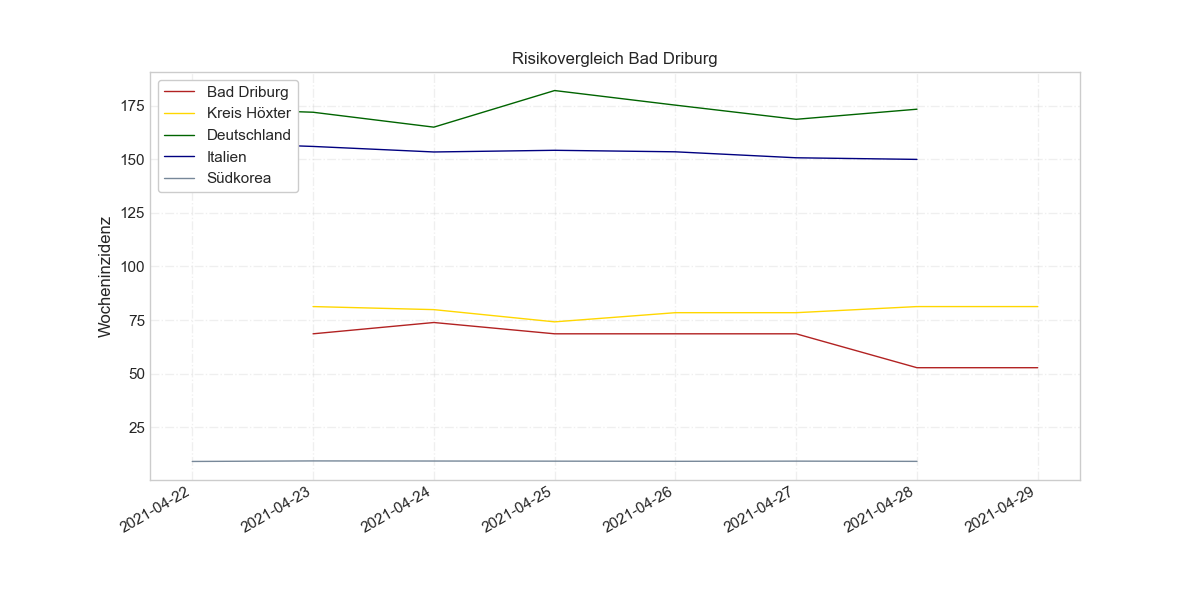 Risikovergleich Bad Driburg
Bad Driburg
Kreis Höxter
Deutschland
Italien
Südkorea
Wocheninzidenz
175
150
125
100
75
50
25
2021-04-22
2021-04-23
2021-04-24
2021-04-25
2021-04-26
2021-04-27
2021-04-28
2021-04-29